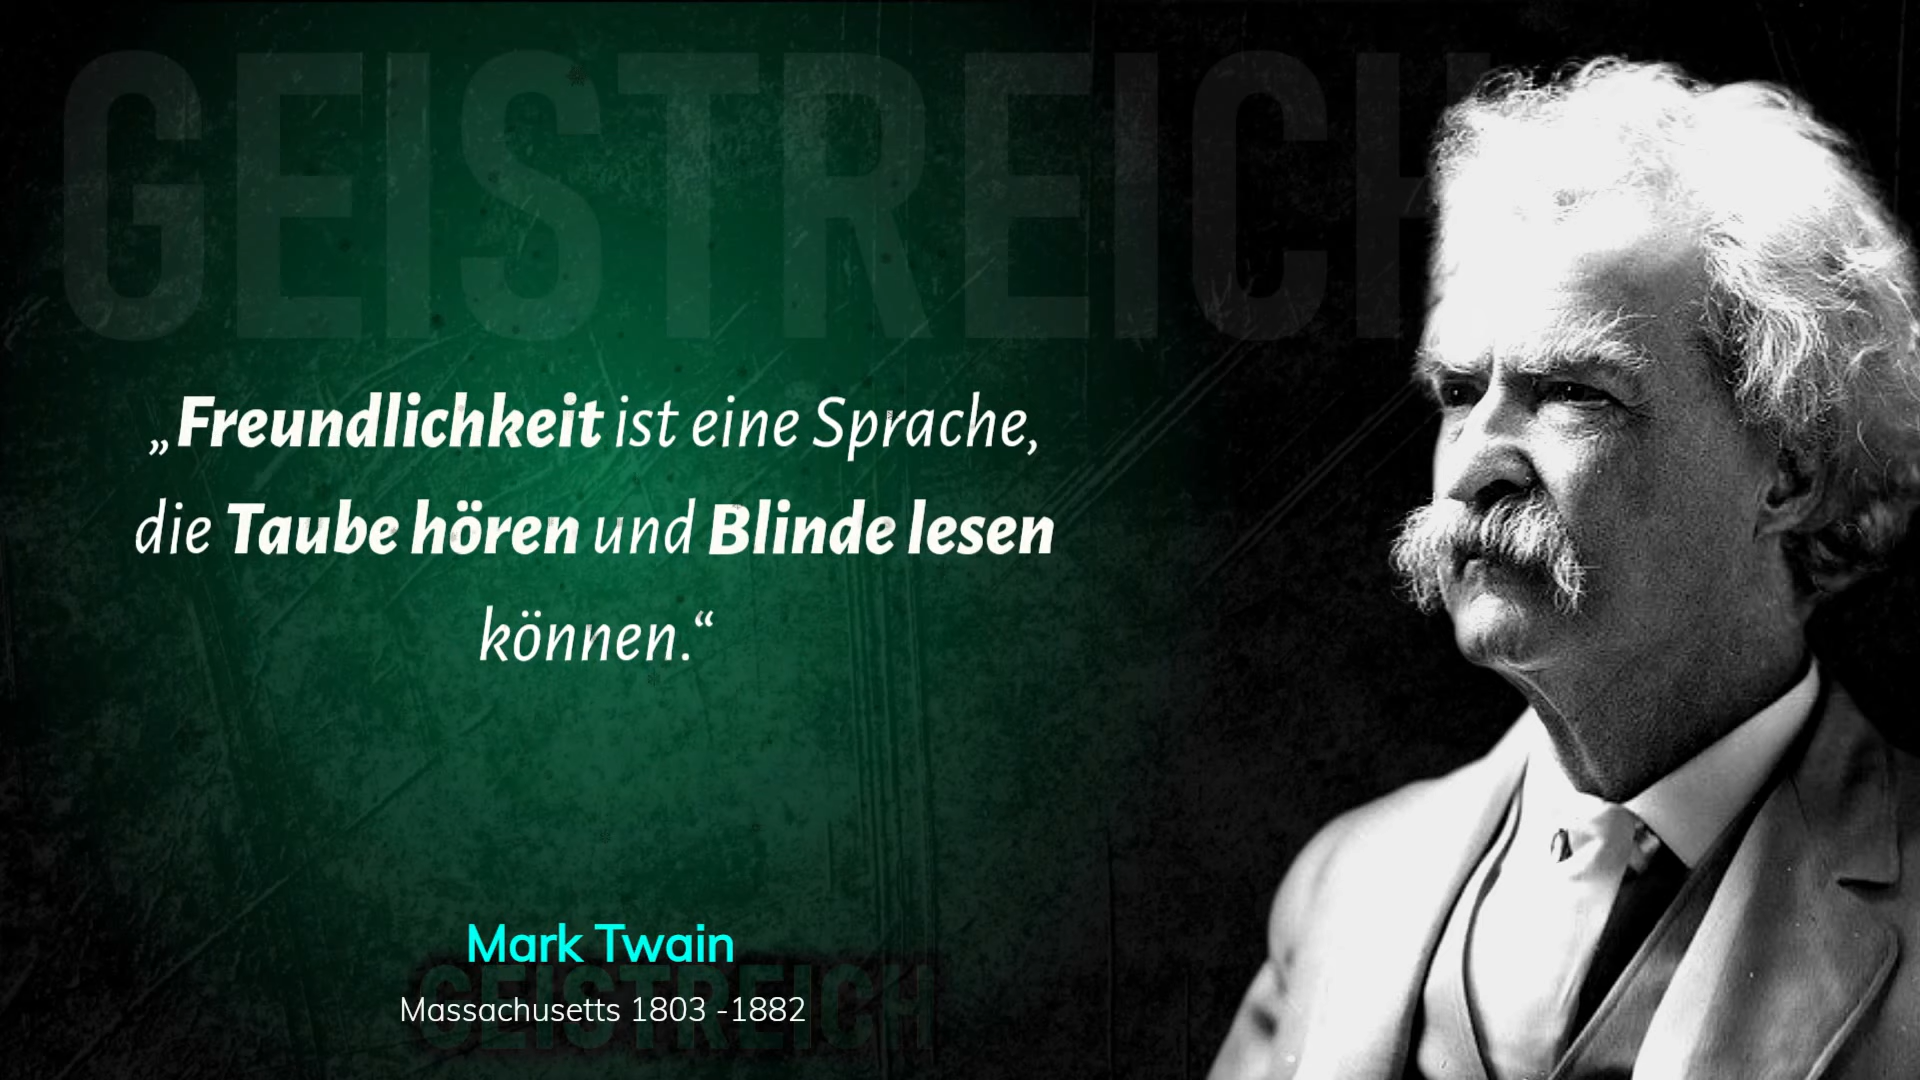 GEISTREICH
„Freundlichkeit ist eine Sprache,
die Taube hören und Blinde lesen
können.“
Mark Twain
GEISTREICH
Massachusetts 1803 -1882